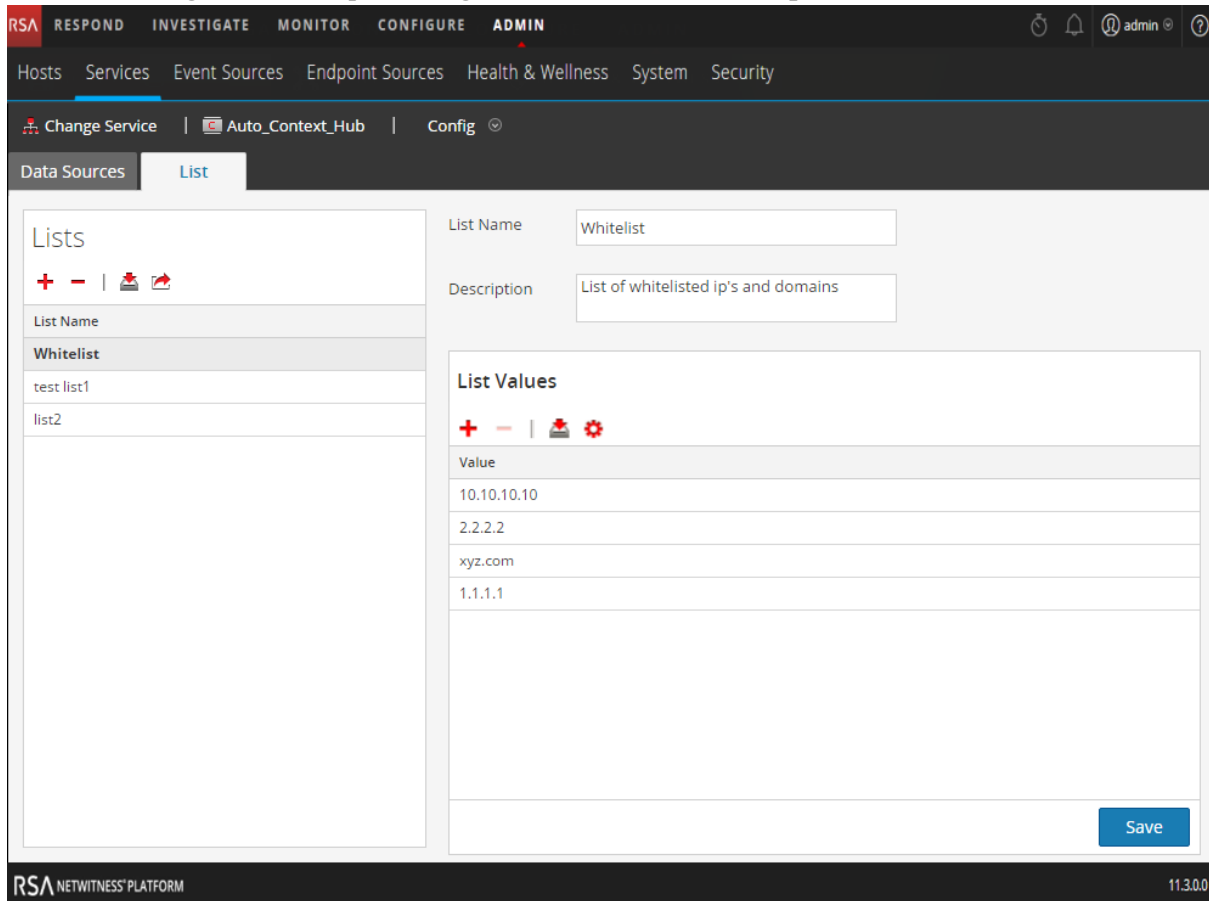 RSA RESPOND INVESTIGATE MONITOR CONFIGURE ADMIN admin ?
Hosts Services Event Sources Endpoint Sources Health & Wellness System Security
Change Service | C Auto_Context_Hub | Config
Data Sources List
Lists
List Name
Whitelist
test list1
list2
List Name Whitelist
Description List of whitelisted ip's and domains
List Values
Value
10.10.10.10
2.2.2.2
xyz.com
1.1.1.1
Save
RSA NETWITNESS® PLATFORM 11.3.0.0